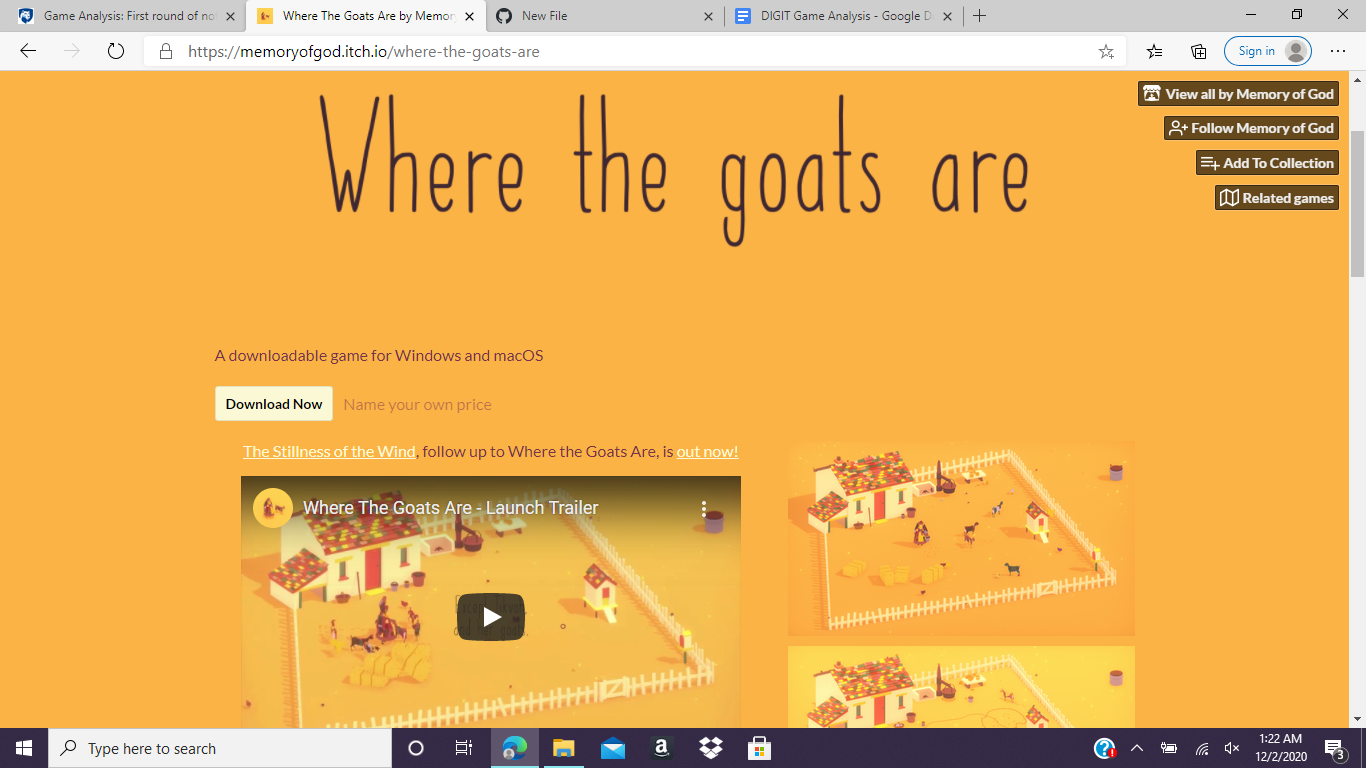 Game Analysis: First round of not
Where The Goats Are by Memory
New File
DIGIT Game Analysis - Google D
https://memoryofgod.itch.io/where-the-goats-are
Sign in
Where the goats are
View all by Memory of God
Follow Memory of God
Add To Collection
Related games
A downloadable game for Windows and macOS
Download Now
Name your own price
The Stillness of the Wind, follow up to Where the Goats Are, is out now!
Where The Goats Are - Launch Trailer
Type here to search
1:22 AM
12/2/2020
3